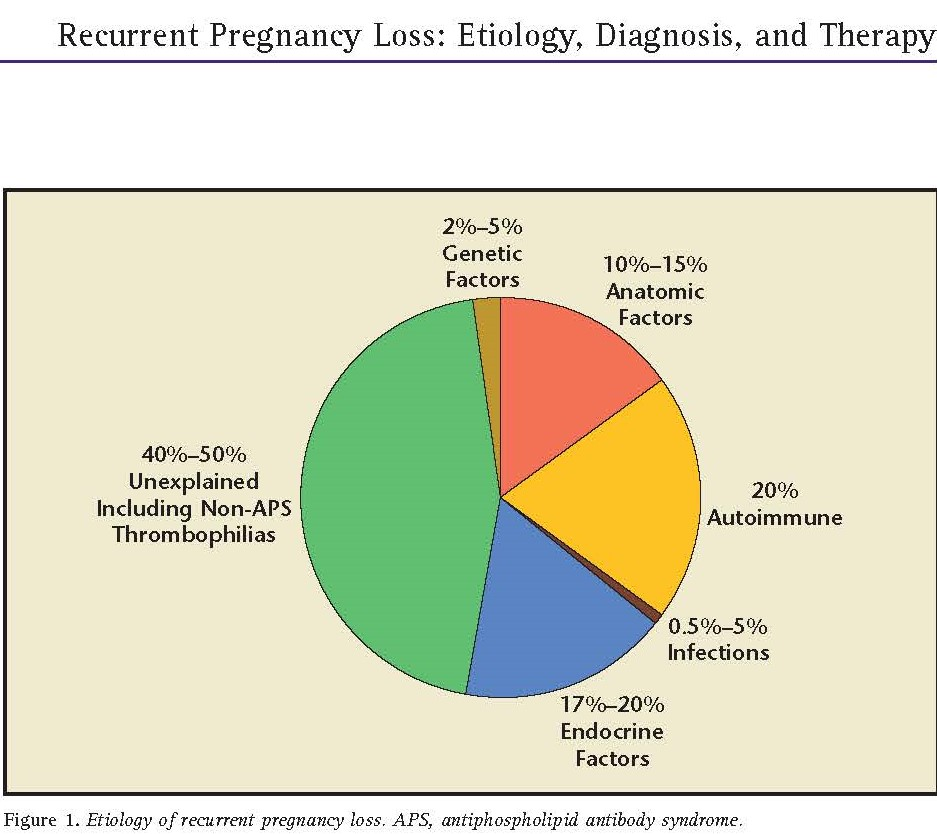 Recurrent Pregnancy Loss: Etiology, Diagnosis, and Therapy
2%–5%
Genetic
Factors
10%–15%
Anatomic
Factors
40%–50%
Unexplained
Including Non-APS
Thrombophilias
20%
Autoimmune
0.5%–5%
Infections
17%–20%
Endocrine
Factors
Figure 1. Etiology of recurrent pregnancy loss. APS, antiphospholipid antibody syndrome.